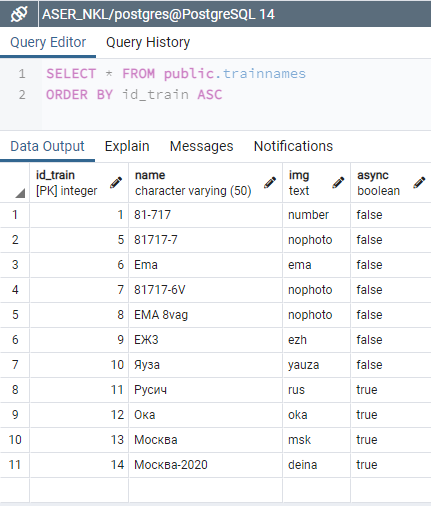 ASER_NKL/postgres@PostgreSQL 14
Query Editor Query History
1 SELECT * FROM public.trainnames
2 ORDER BY id_train ASC
Data Output Explain Messages Notifications
id_train name img async
[PK] integer character varying (50) text boolean
1 1 81-717 number false
2 5 81717-7 nophoto false
3 6 Ema ema false
4 7 81717-6V nophoto false
5 8 EMA 8vag nophoto false
6 9 ЕЖ3 ezh false
7 10 Яуза yauza false
8 11 Русич rus true
9 12 Ока oka true
10 13 Москва msk true
11 14 Москва-2020 deina true